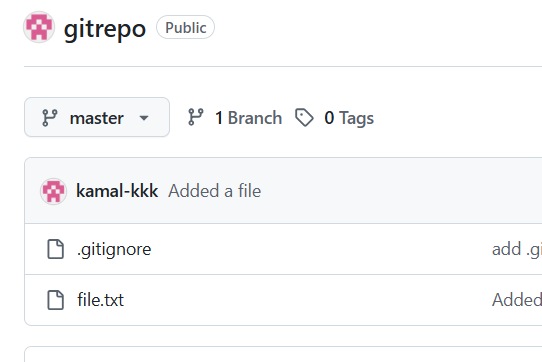 gitrepo Public
master 1 Branch 0 Tags
kamal-kkk Added a file
.gitignore add .gi
file.txt Added